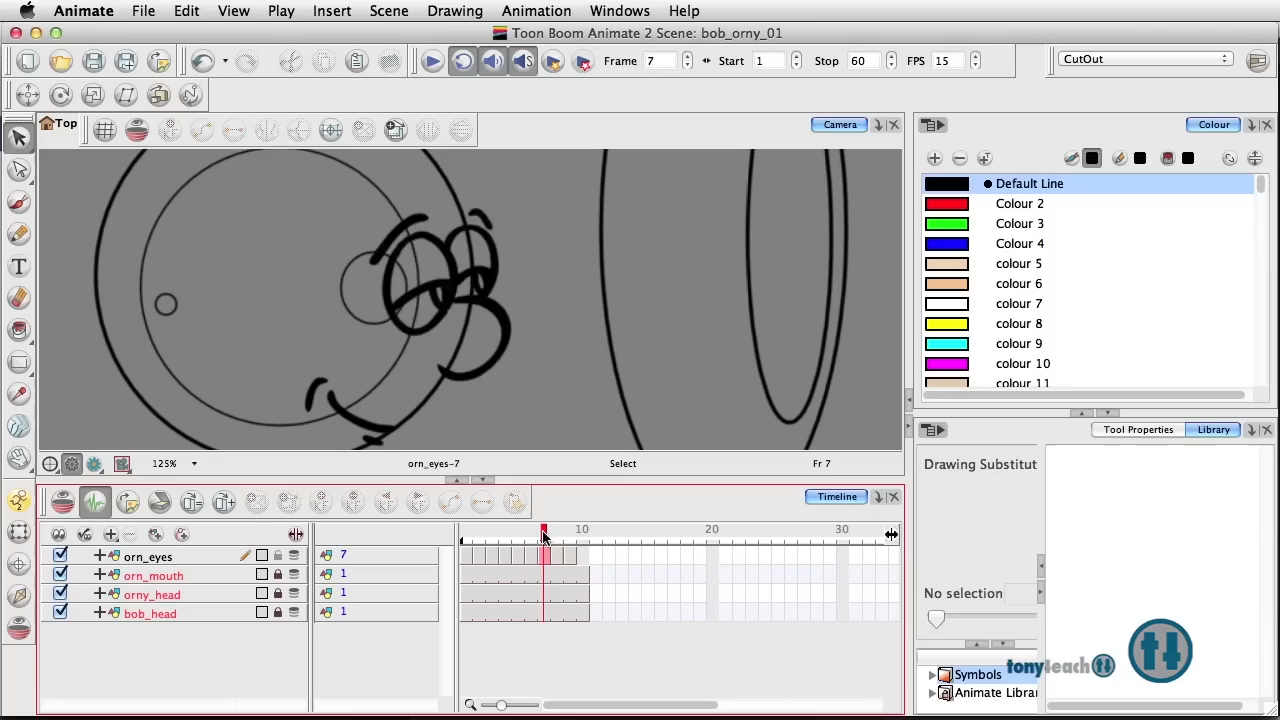 Animate File Edit View Play Insert Scene Drawing Animation Windows Help
Toon Boom Animate 2 Scene: bob_orny_01
Frame 7 Start 1 Stop 60 FPS 15 CutOut
Top Camera Colour
Default Line
Colour 2
Colour 3
Colour 4
colour 5
colour 6
colour 7
colour 8
colour 9
colour 10
colour 11
125% orn_eyes-7 Select Fr 7
Tool Properties Library
Drawing Substitut
Timeline
10 20 30
orn_eyes 7
orn_mouth 1
orny_head 1
bob_head 1
No selection
Symbols
Animate Librar
tonyteach